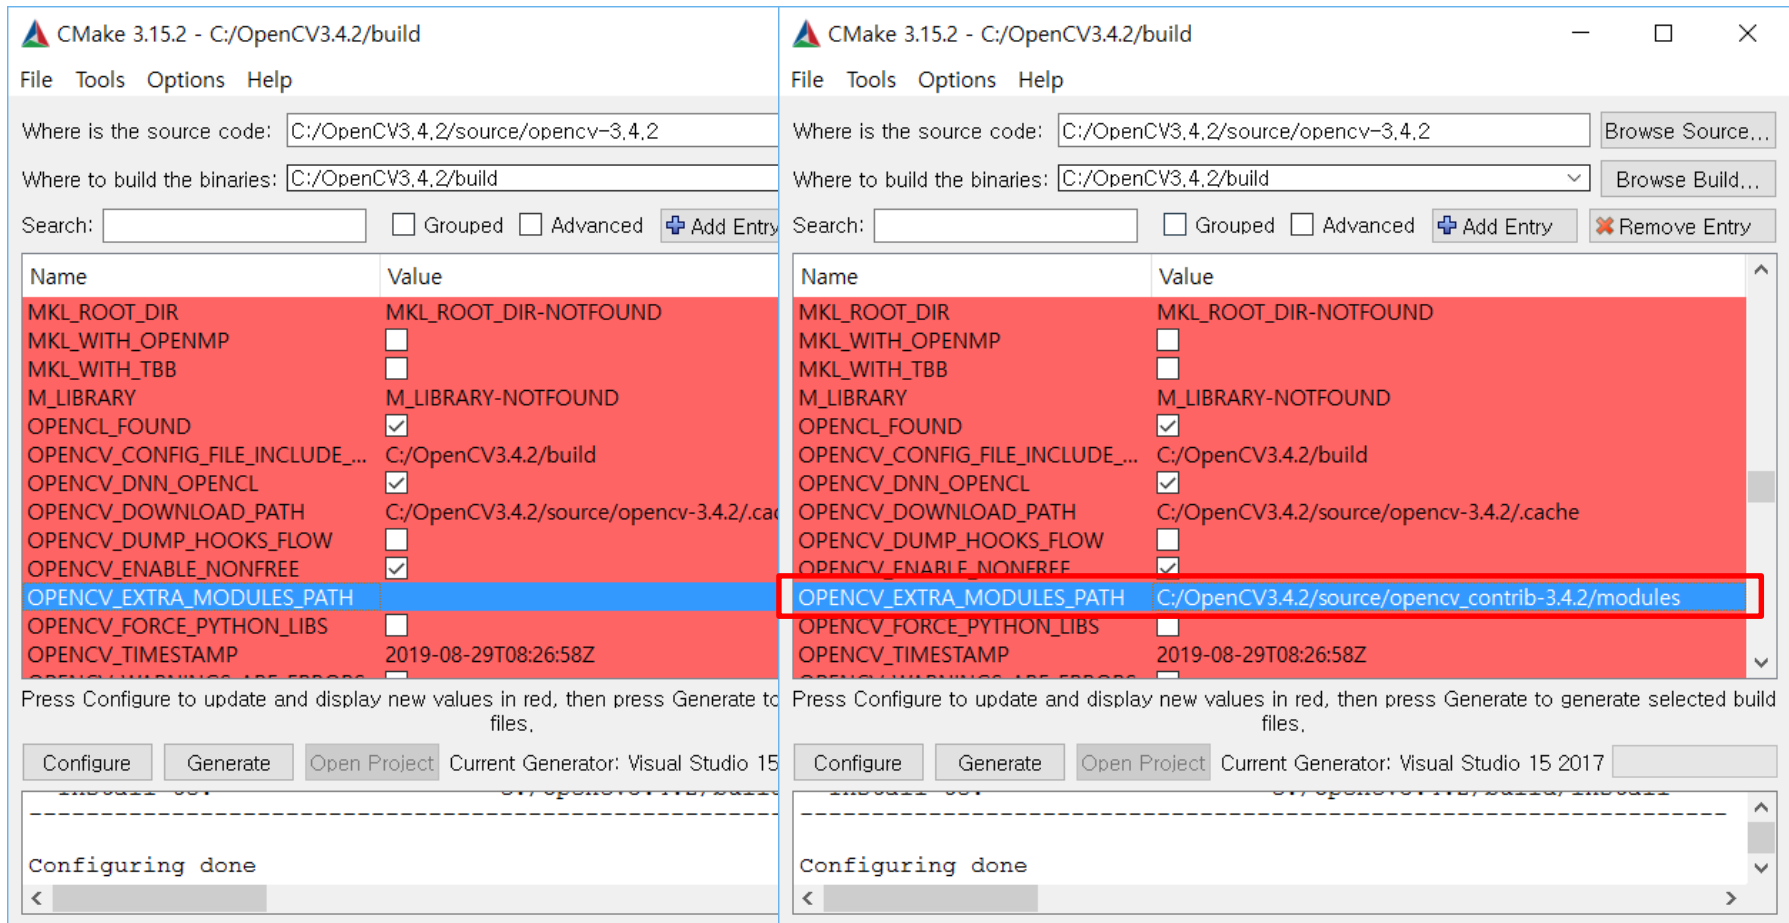 CMake 3.15.2 - C:/OpenCV3.4.2/build
File Tools Options Help
Where is the source code: C:/OpenCV3.4.2/source/opencv-3.4.2
Where to build the binaries: C:/OpenCV3.4.2/build
Search: Grouped Advanced Add Entry
Name Value
MKL_ROOT_DIR MKL_ROOT_DIR-NOTFOUND
MKL_WITH_OPENMP
MKL_WITH_TBB
M_LIBRARY M_LIBRARY-NOTFOUND
OPENCL_FOUND
OPENCV_CONFIG_FILE_INCLUDE_... C:/OpenCV3.4.2/build
OPENCV_DNN_OPENCL
OPENCV_DOWNLOAD_PATH C:/OpenCV3.4.2/source/opencv-3.4.2/.cac
OPENCV_DUMP_HOOKS_FLOW
OPENCV_ENABLE_NONFREE
OPENCV_EXTRA_MODULES_PATH
OPENCV_FORCE_PYTHON_LIBS
OPENCV_TIMESTAMP 2019-08-29T08:26:58Z
OPENCV_WARNINGS_ARE_ERRORS
Press Configure to update and display new values in red, then press Generate to
files.
Configure Generate Open Project Current Generator: Visual Studio 15
Configuring done
CMake 3.15.2 - C:/OpenCV3.4.2/build
File Tools Options Help
Where is the source code: C:/OpenCV3.4.2/source/opencv-3.4.2 Browse Source...
Where to build the binaries: C:/OpenCV3.4.2/build Browse Build...
Search: Grouped Advanced Add Entry Remove Entry
Name Value
MKL_ROOT_DIR MKL_ROOT_DIR-NOTFOUND
MKL_WITH_OPENMP
MKL_WITH_TBB
M_LIBRARY M_LIBRARY-NOTFOUND
OPENCL_FOUND
OPENCV_CONFIG_FILE_INCLUDE_... C:/OpenCV3.4.2/build
OPENCV_DNN_OPENCL
OPENCV_DOWNLOAD_PATH C:/OpenCV3.4.2/source/opencv-3.4.2/.cache
OPENCV_DUMP_HOOKS_FLOW
OPENCV_ENABLE_NONFREE
OPENCV_EXTRA_MODULES_PATH C:/OpenCV3.4.2/source/opencv_contrib-3.4.2/modules
OPENCV_FORCE_PYTHON_LIBS
OPENCV_TIMESTAMP 2019-08-29T08:26:58Z
OPENCV_WARNINGS_ARE_ERRORS
Press Configure to update and display new values in red, then press Generate to generate selected build
files.
Configure Generate Open Project Current Generator: Visual Studio 15 2017
Configuring done